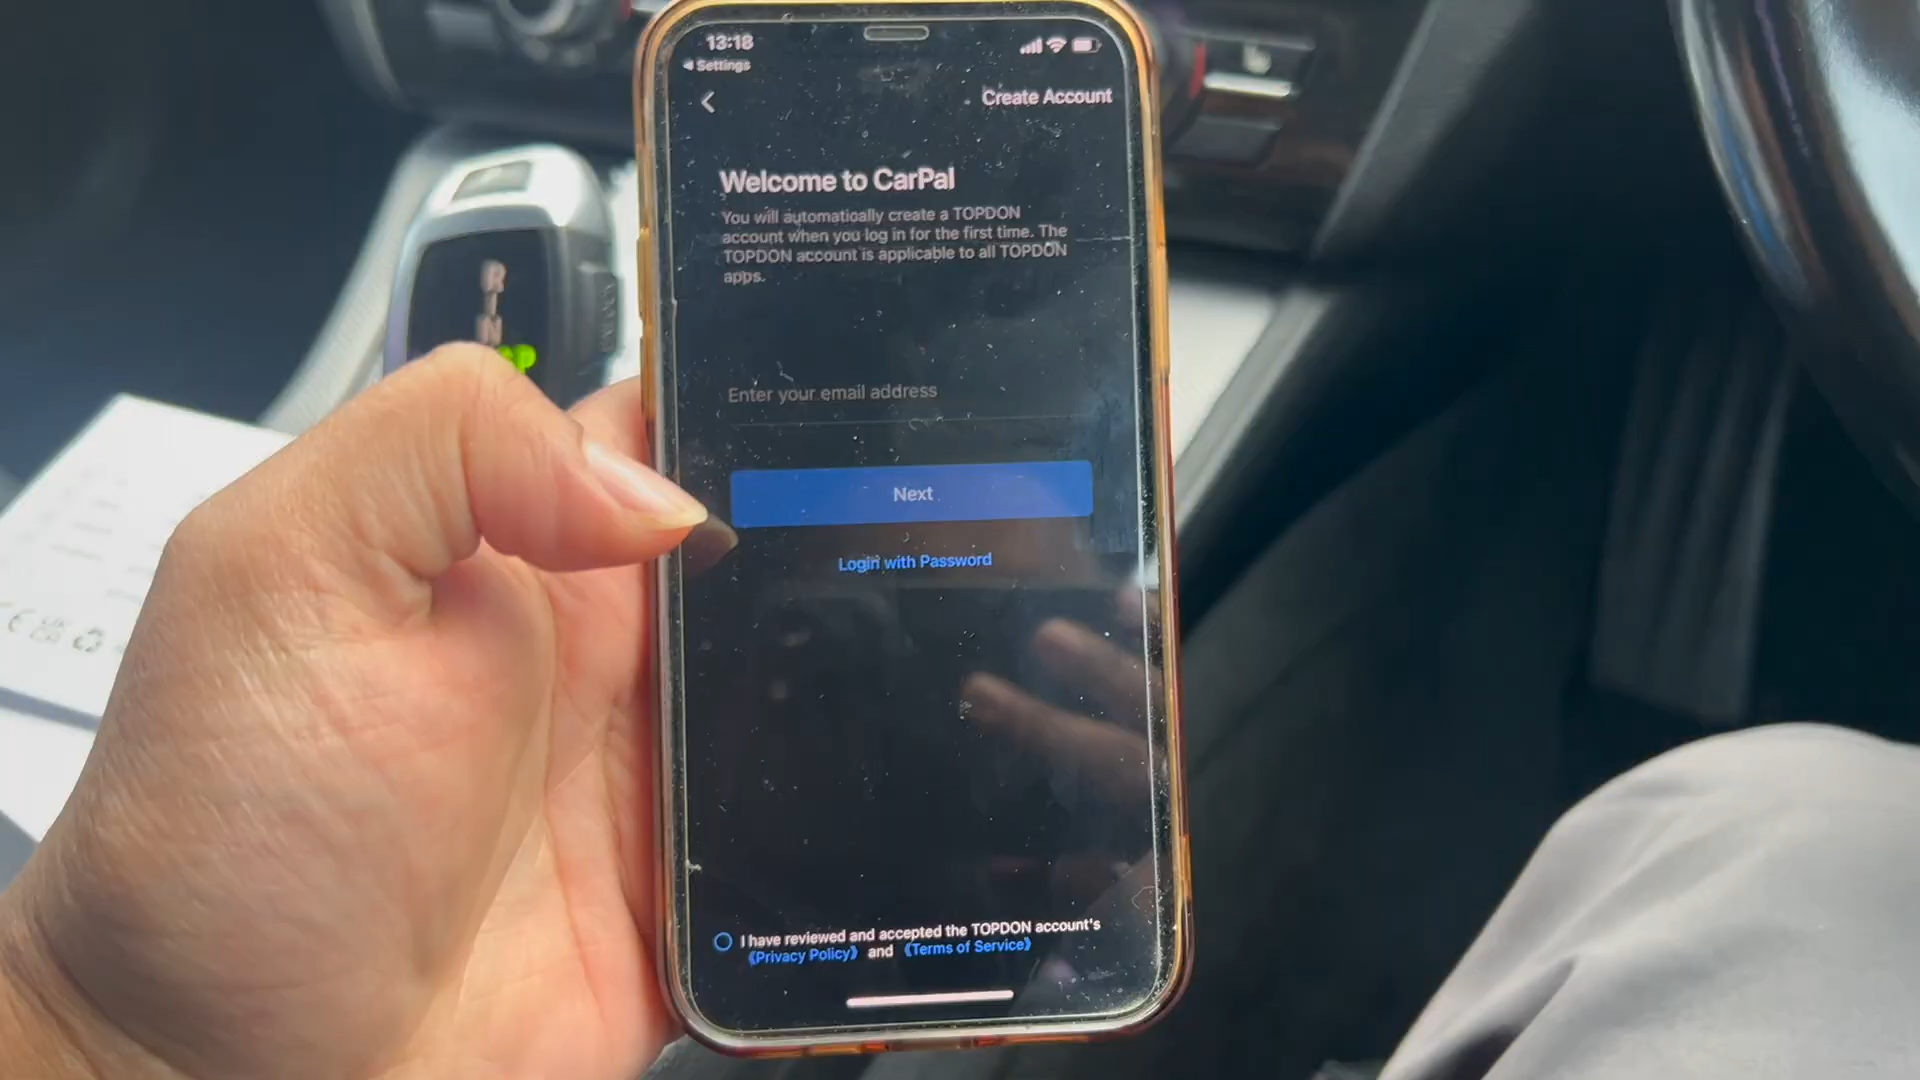 13:18
Settings
Create Account
Welcome to CarPal
You will automatically create a TOPDON
account when you log in for the first time. The
TOPDON account is applicable to all TOPDON
apps.
Enter your email address
Next
Login with Password
I have reviewed and accepted the TOPDON account's
《Privacy Policy》 and 《Terms of Service》
R
N
CE